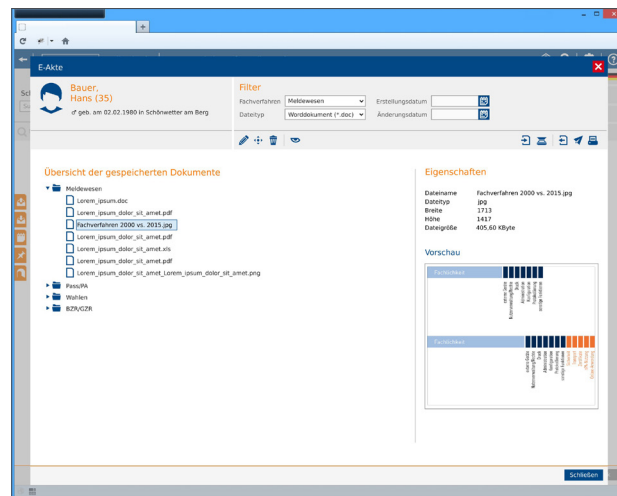 E-Akte
Bauer,
Hans (35)
♂ geb. am 02.02.1980 in Schönwetter am Berg
Filter
Fachverfahren
Meldewesen
Erstellungsdatum
Dateityp
Worddokument (*.doc)
Änderungsdatum
Übersicht der gespeicherten Dokumente
Meldewesen
Lorem_ipsum.doc
Lorem_ipsum_dolor_sit_amet.pdf
Fachverfahren 2000 vs. 2015.jpg
Lorem_ipsum_dolor_sit_amet.pdf
Lorem_ipsum_dolor_sit_amet.xls
Lorem_ipsum_dolor_sit_amet.pdf
Lorem_ipsum_dolor_sit_amet_Lorem_ipsum_dolor_sit_amet.png
Pass/PA
Wahlen
BZR/GZR
Eigenschaften
Dateiname Fachverfahren 2000 vs. 2015.jpg
Dateityp jpg
Breite 1713
Höhe 1417
Dateigröße 405,60 KByte
Vorschau
Fachlichkeit
Fachlichkeit
Schließen